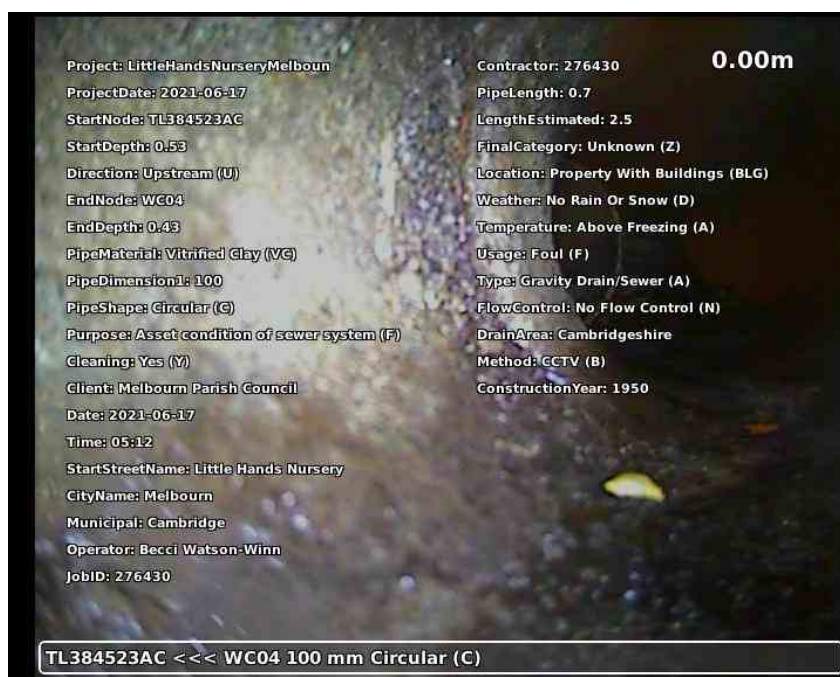 Project: LittleHandsNurseryMelboun
ProjectDate: 2021-06-17
StartNode: TL384523AC
StartDepth: 0.53
Direction: Upstream (U)
EndNode: WC04
EndDepth: 0.43
PipeMaterial: Vitrified Clay (VC)
PipeDimension1: 100
PipeShape: Circular (C)
Purpose: Asset condition of sewer system (F)
Cleaning: Yes (Y)
Client: Melbourn Parish Council
Date: 2021-06-17
Time: 05:12
StartStreetName: Little Hands Nursery
CityName: Melbourn
Municipal: Cambridge
Operator: Becci Watson-Winn
JobID: 276430
Contractor: 276430
PipeLength: 0.7
LengthEstimated: 2.5
FinalCategory: Unknown (Z)
Location: Property With Buildings (BLG)
Weather: No Rain Or Snow (D)
Temperature: Above Freezing (A)
Usage: Foul (F)
Type: Gravity Drain/Sewer (A)
FlowControl: No Flow Control (N)
DrainArea: Cambridgeshire
Method: CCTV (B)
ConstructionYear: 1950
0.00m
TL384523AC <<< WC04 100 mm Circular (C)